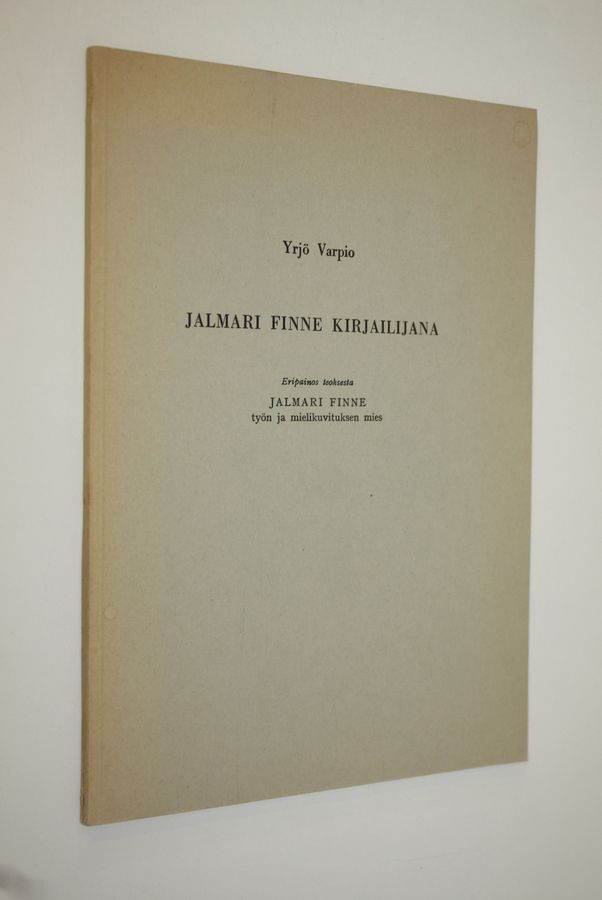 Yrjö Varpio
JALMARI FINNE KIRJAILIJANA
Eripainos teoksesta
JALMARI FINNE
työn ja mielikuvituksen mies